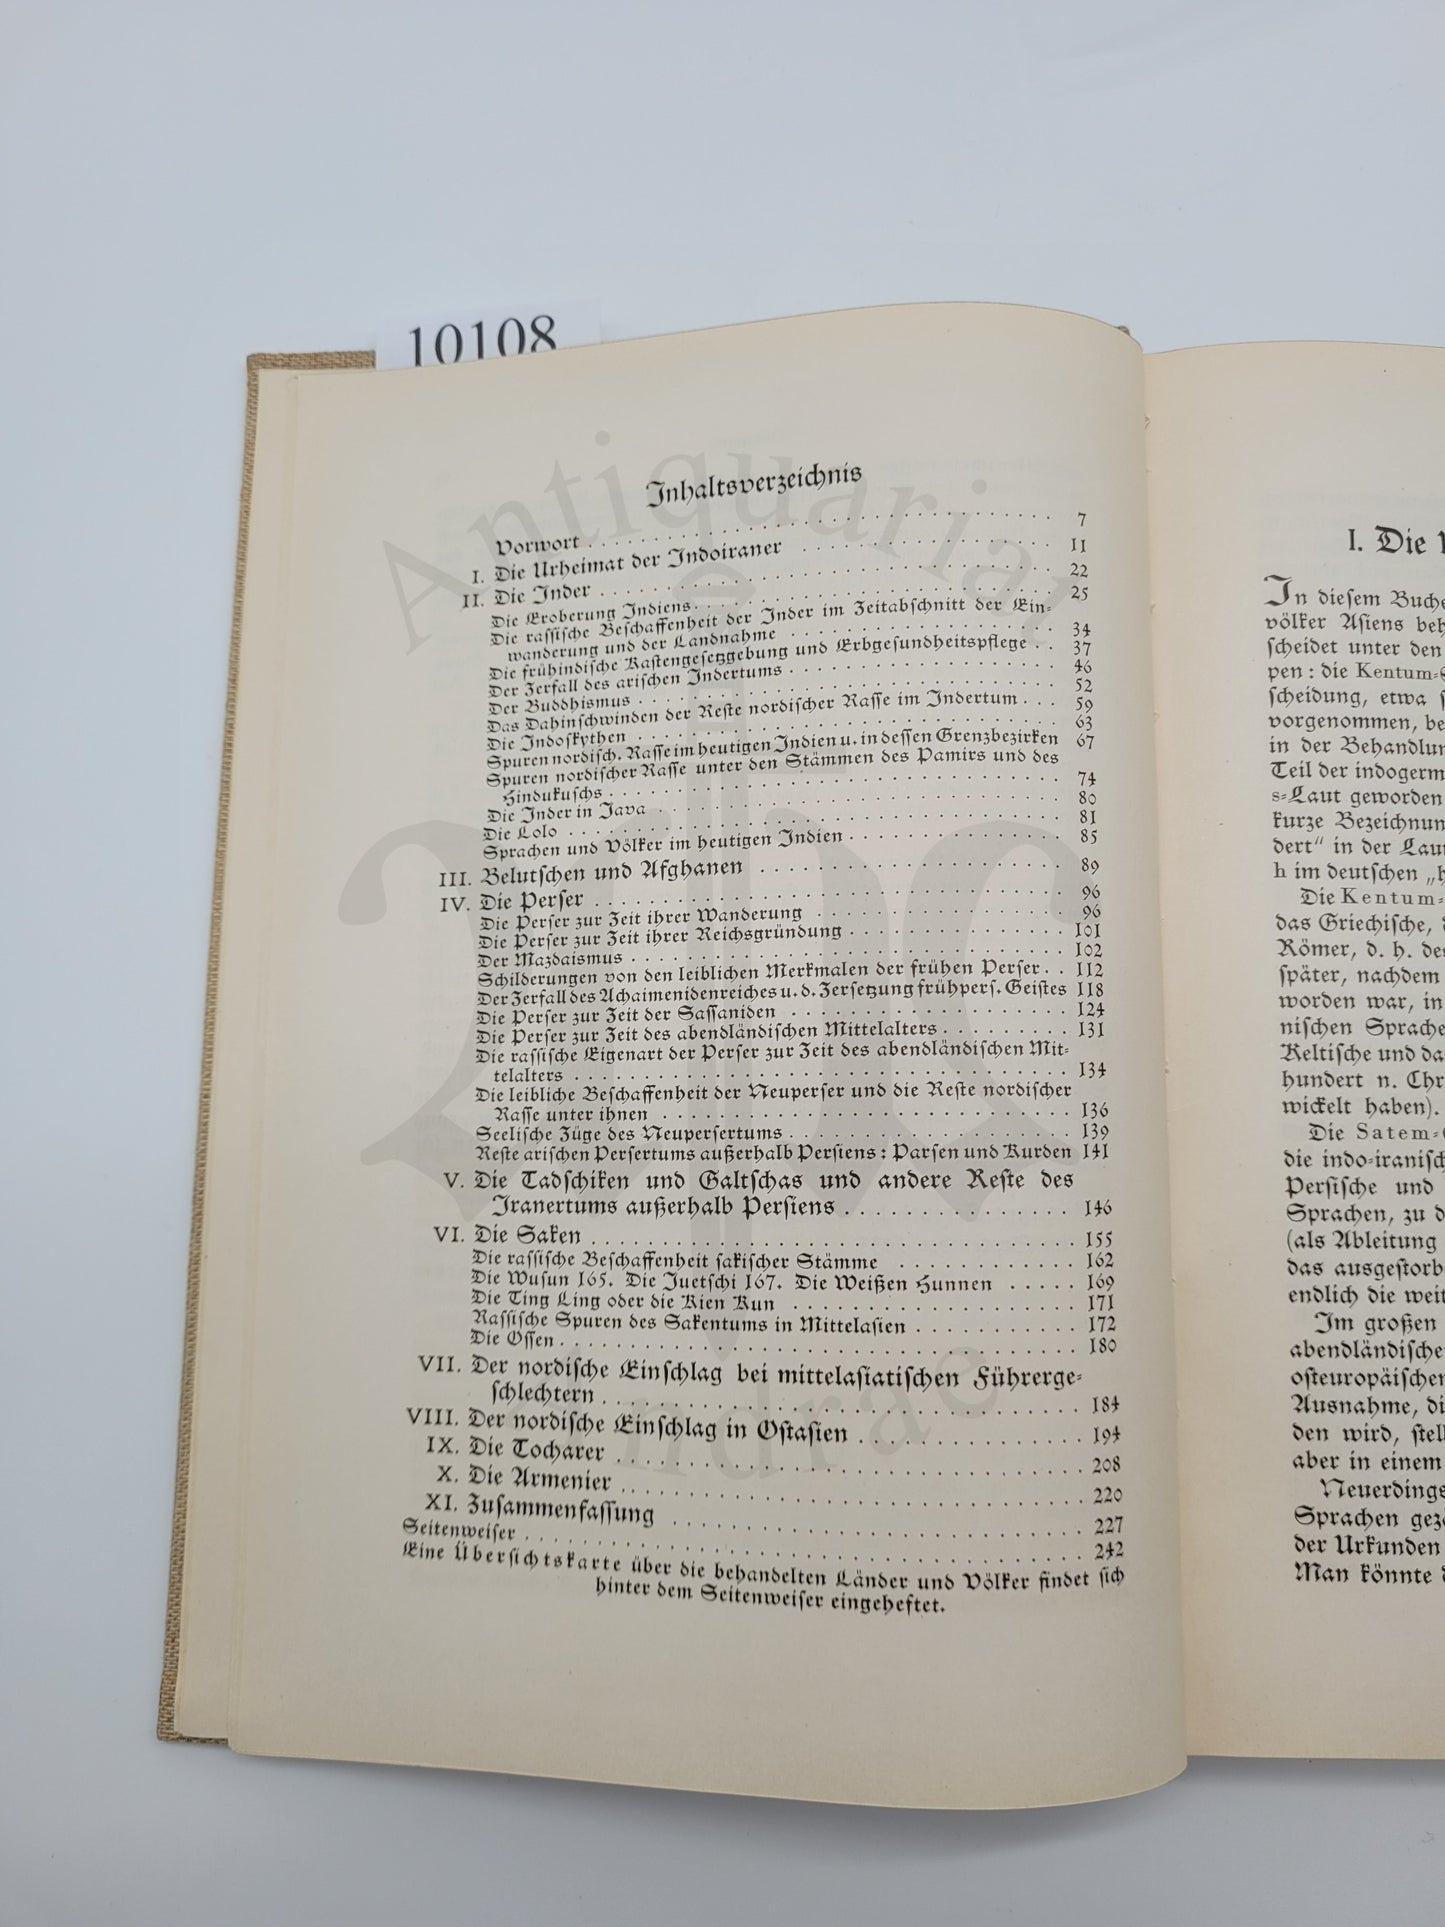 10108
Inhaltsverzeichnis
Vorwort . . . . . . . . . . 7
I. Die Urheimat der Indoiraner . . . . . . . . . . 11
II. Die Inder . . . . . . . . . . 22
Die Eroberung Indiens . . . . . . . . . . 25
Die rassische Beschaffenheit der Inder im Zeitabschnitt der Ein-
wanderung und der Landnahme . . . . . . . . . . 34
Die frühindische Kastengesetzgebung und Erbgesundheitspflege . . 37
Der Zerfall des arischen Indertums . . . . . . . . . . 46
Der Buddhismus . . . . . . . . . . 52
Das Dahinschwinden der Reste nordischer Rasse im Indertum . . . 59
Die Indoskythen . . . . . . . . . . 63
Spuren nordisch. Rasse im heutigen Indien u. in dessen Grenzbezirken 67
Spuren nordischer Rasse unter den Stämmen des Pamirs und des
Hindukuschs . . . . . . . . . . 74
Die Inder in Java . . . . . . . . . . 80
Die Lolo . . . . . . . . . . 81
Sprachen und Völker im heutigen Indien . . . . . . . . . . 85
III. Belutschen und Afghanen . . . . . . . . . . 89
IV. Die Perser . . . . . . . . . . 96
Die Perser zur Zeit ihrer Wanderung . . . . . . . . . . 96
Die Perser zur Zeit ihrer Reichsgründung . . . . . . . . . . 101
Der Mazdaismus . . . . . . . . . . 102
Schilderungen von den leiblichen Merkmalen der frühen Perser . . 112
Der Zerfall des Achaimenidenreiches u. d. Zersetzung frühpers. Geistes 118
Die Perser zur Zeit der Sassaniden . . . . . . . . . . 124
Die Perser zur Zeit des abendländischen Mittelalters . . . . . . . . . 131
Die rassische Eigenart der Perser zur Zeit des abendländischen Mit-
telalters . . . . . . . . . . 134
Die leibliche Beschaffenheit der Neuperser und die Reste nordischer
Rasse unter ihnen . . . . . . . . . . 136
Seelische Züge des Neupersertums . . . . . . . . . . 139
Reste arischen Persertums außerhalb Persiens: Parsen und Kurden 141
V. Die Tadschiken und Galtschas und andere Reste des
Iranertums außerhalb Persiens . . . . . . . . . . 146
VI. Die Saken . . . . . . . . . . 155
Die rassische Beschaffenheit sakischer Stämme . . . . . . . . . . 162
Die Wusun 165. Die Juetschi 167. Die Weißen Hunnen . . . . . 169
Die Ting Ling oder die Kien Kun . . . . . . . . . . 171
Rassische Spuren des Sakentums in Mittelasien . . . . . . . . . . 172
Die Ossen . . . . . . . . . . 180
VII. Der nordische Einschlag bei mittelasiatischen Führerge-
schlechtern . . . . . . . . . . 184
VIII. Der nordische Einschlag in Ostasien . . . . . . . . . . 194
IX. Die Tocharer . . . . . . . . . . 208
X. Die Armenier . . . . . . . . . . 220
XI. Zusammenfassung . . . . . . . . . . 227
Seitenweiser . . . . . . . . . . 242
Eine Übersichtskarte über die behandelten Länder und Völker findet sich
hinter dem Seitenweiser eingeheftet.
I. Die
In diesem Buche
völker Asiens beh
scheidet unter den
pen: die Kentum-S
scheidung, etwa
vorgenommen, be
in der Behandlun
Teil der indogerm
s-Laut geworden
kurze Bezeichnun
dert" in der Lau
h im deutschen „h
Die Kentum-
das Griechische,
Römer, d. h. des
später, nachdem
worden war, in
nischen Sprache
Keltische und da
hundert n. Chr
wickelt haben).
Die Satem-
die indo-iranisch
Persische und
Sprachen, zu d
(als Ableitung
das ausgestorb
endlich die weit
Im großen
abendländische
osteuropäischen
Ausnahme, di
den wird, stell
aber in einem
Neuerdings
Sprachen geze
der Urkunden
Man könnte
Antiquariat
Andrae